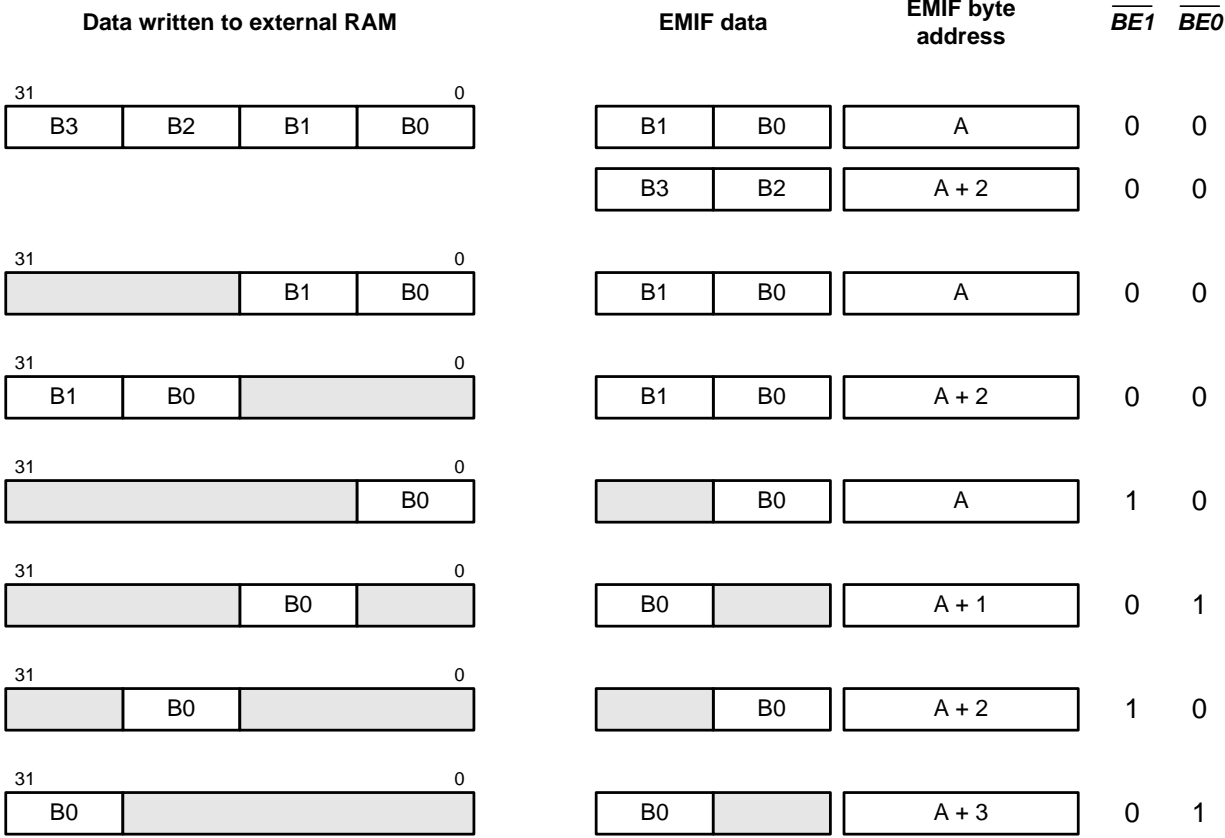 Data written to external RAM EMIF data EMIF byte address BE1 BE0
31 0
B3 B2 B1 B0 B1 B0 A 0 0
B3 B2 A + 2 0 0
31 0
B1 B0 B1 B0 A 0 0
31 0
B1 B0 B1 B0 A + 2 0 0
31 0
B0 B0 A 1 0
31 0
B0 B0 A + 1 0 1
31 0
B0 B0 A + 2 1 0
31 0
B0 B0 A + 3 0 1